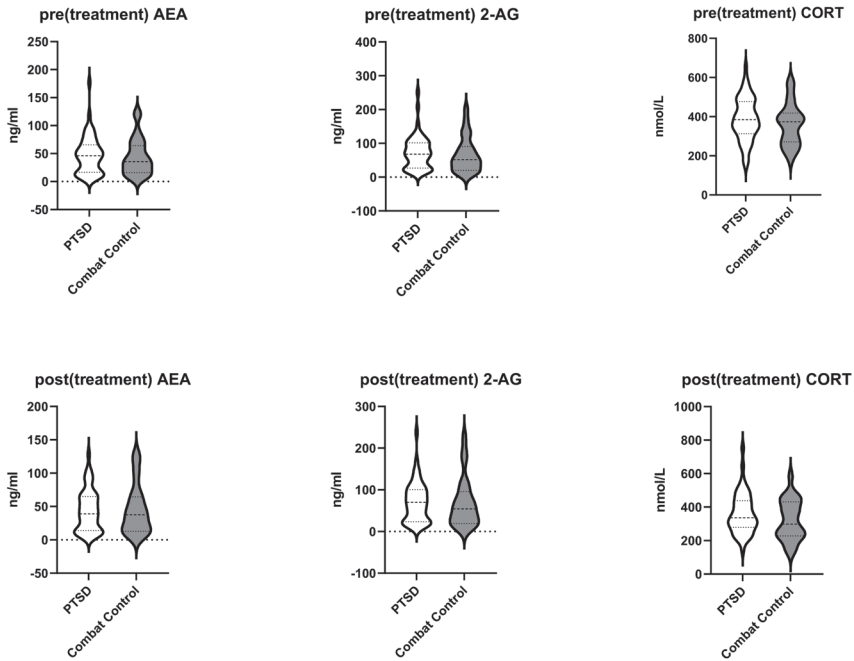 pre(treatment) AEA
250
200
150
100
50
0
-50
ng/ml
PTSD
Combat Control
pre(treatment) 2-AG
400
300
200
100
0
-100
ng/ml
PTSD
Combat Control
pre(treatment) CORT
800
600
400
200
0
nmol/L
PTSD
Combat Control
post(treatment) AEA
200
150
100
50
0
-50
ng/ml
PTSD
Combat Control
post(treatment) 2-AG
300
200
100
0
-100
ng/ml
PTSD
Combat Control
post(treatment) CORT
1000
800
600
400
200
0
nmol/L
PTSD
Combat Control